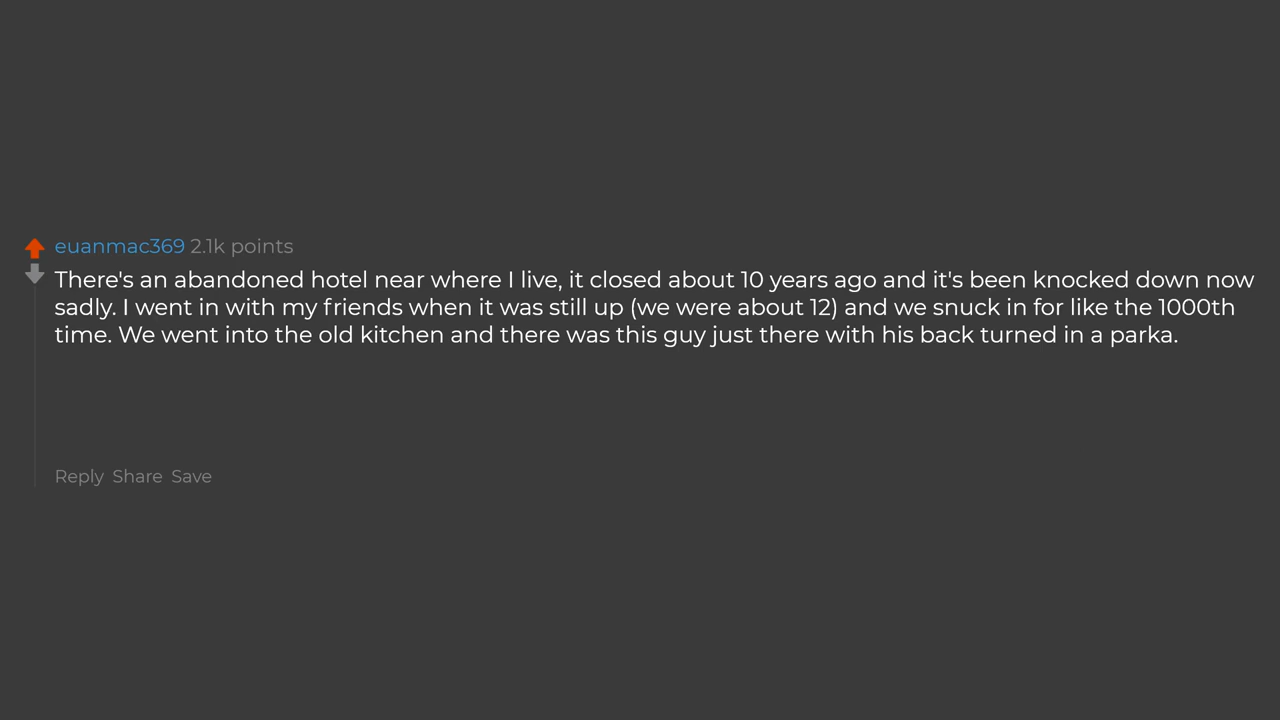 euanmac369 2.1k points
There's an abandoned hotel near where I live, it closed about 10 years ago and it's been knocked down now
sadly. I went in with my friends when it was still up (we were about 12) and we snuck in for like the 1000th
time. We went into the old kitchen and there was this guy just there with his back turned in a parka.
Reply Share Save